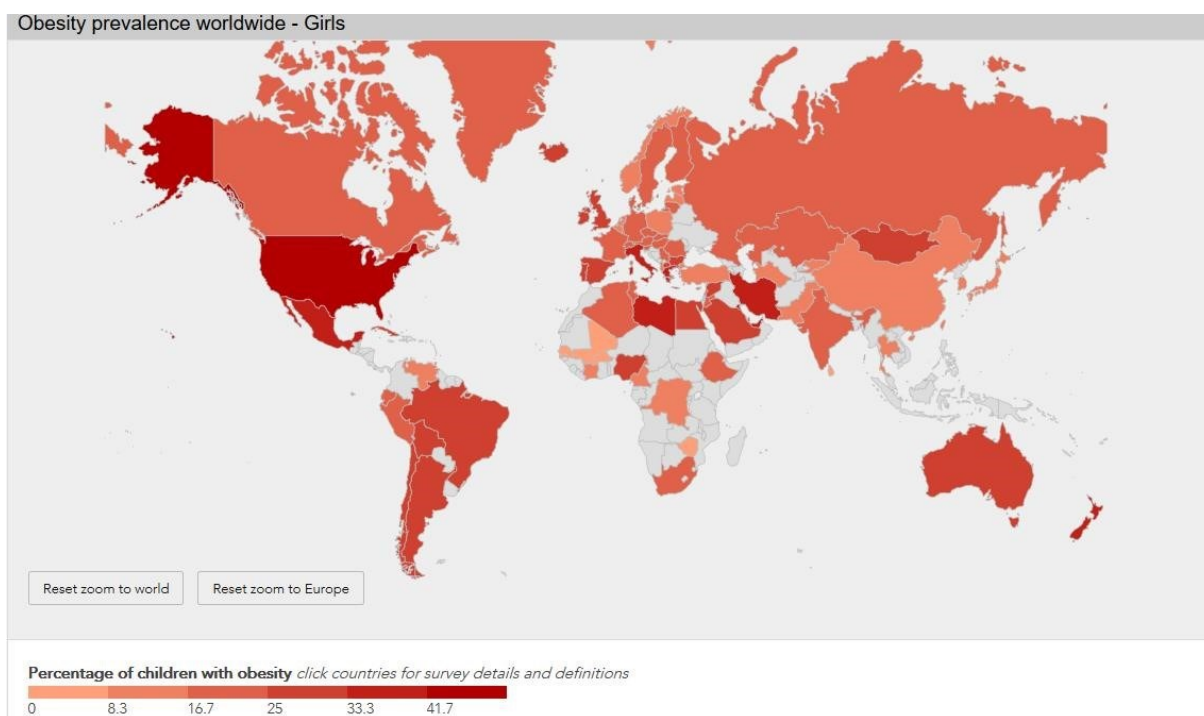 Obesity prevalence worldwide - Girls
Reset zoom to world
Reset zoom to Europe
Percentage of children with obesity click countries for survey details and definitions
0 8.3 16.7 25 33.3 41.7